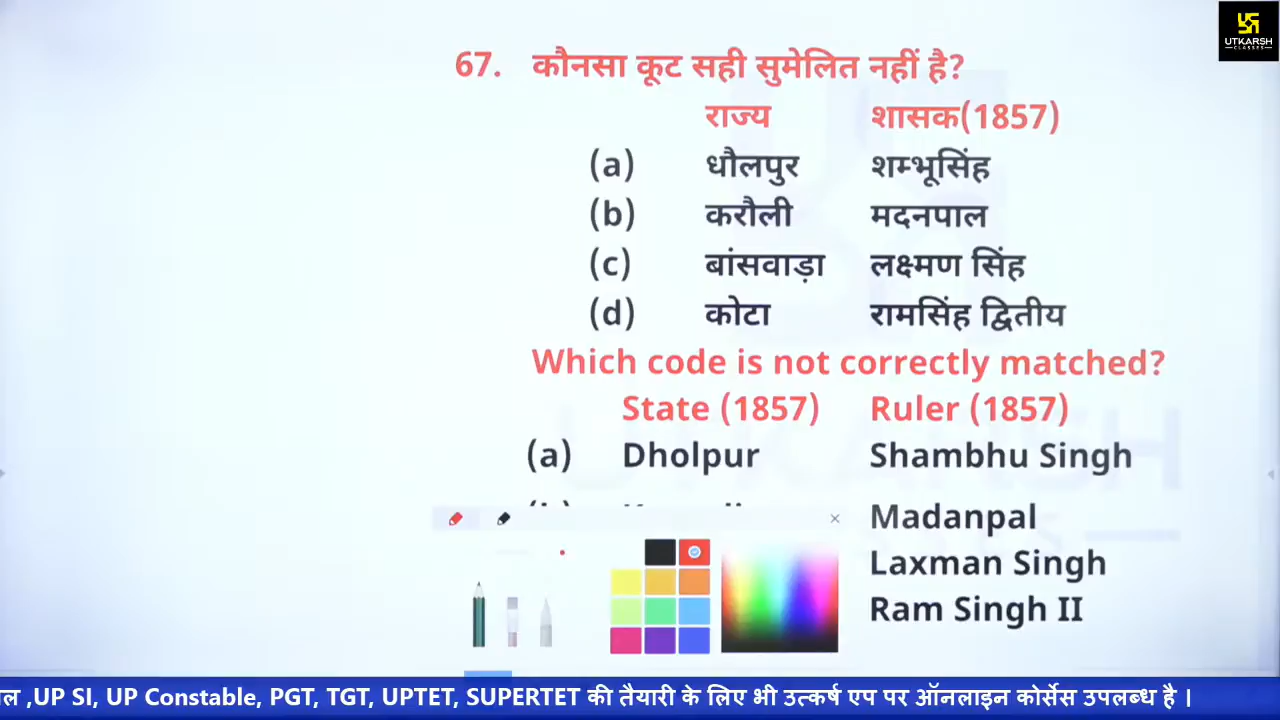 UTKARSH
CLASSES
67. कौनसा कूट सही सुमेलित नहीं है?
राज्य शासक(1857)
(a) धौलपुर शम्भूसिंह
(b) करौली मदनपाल
(c) बांसवाड़ा लक्ष्मण सिंह
(d) कोटा रामसिंह द्वितीय
Which code is not correctly matched?
State (1857) Ruler (1857)
(a) Dholpur Shambhu Singh
Madanpal
Laxman Singh
Ram Singh II
,UP SI, UP Constable, PGT, TGT, UPTET, SUPERTET की तैयारी के लिए भी उत्कर्ष एप पर ऑनलाइन कोर्सेस उपलब्ध है |